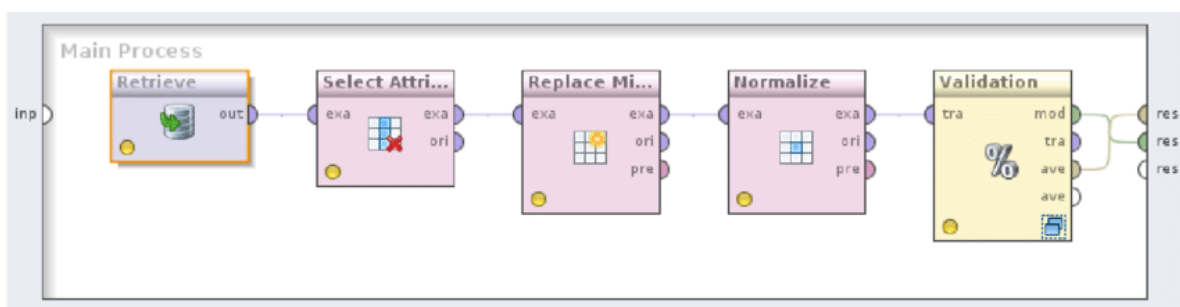 Main Process
Retrieve Select Attri... Replace Mi... Normalize Validation
inp out exa exa exa exa exa exa tra mod res
ori ori ori tra res
pre pre ave res
ave